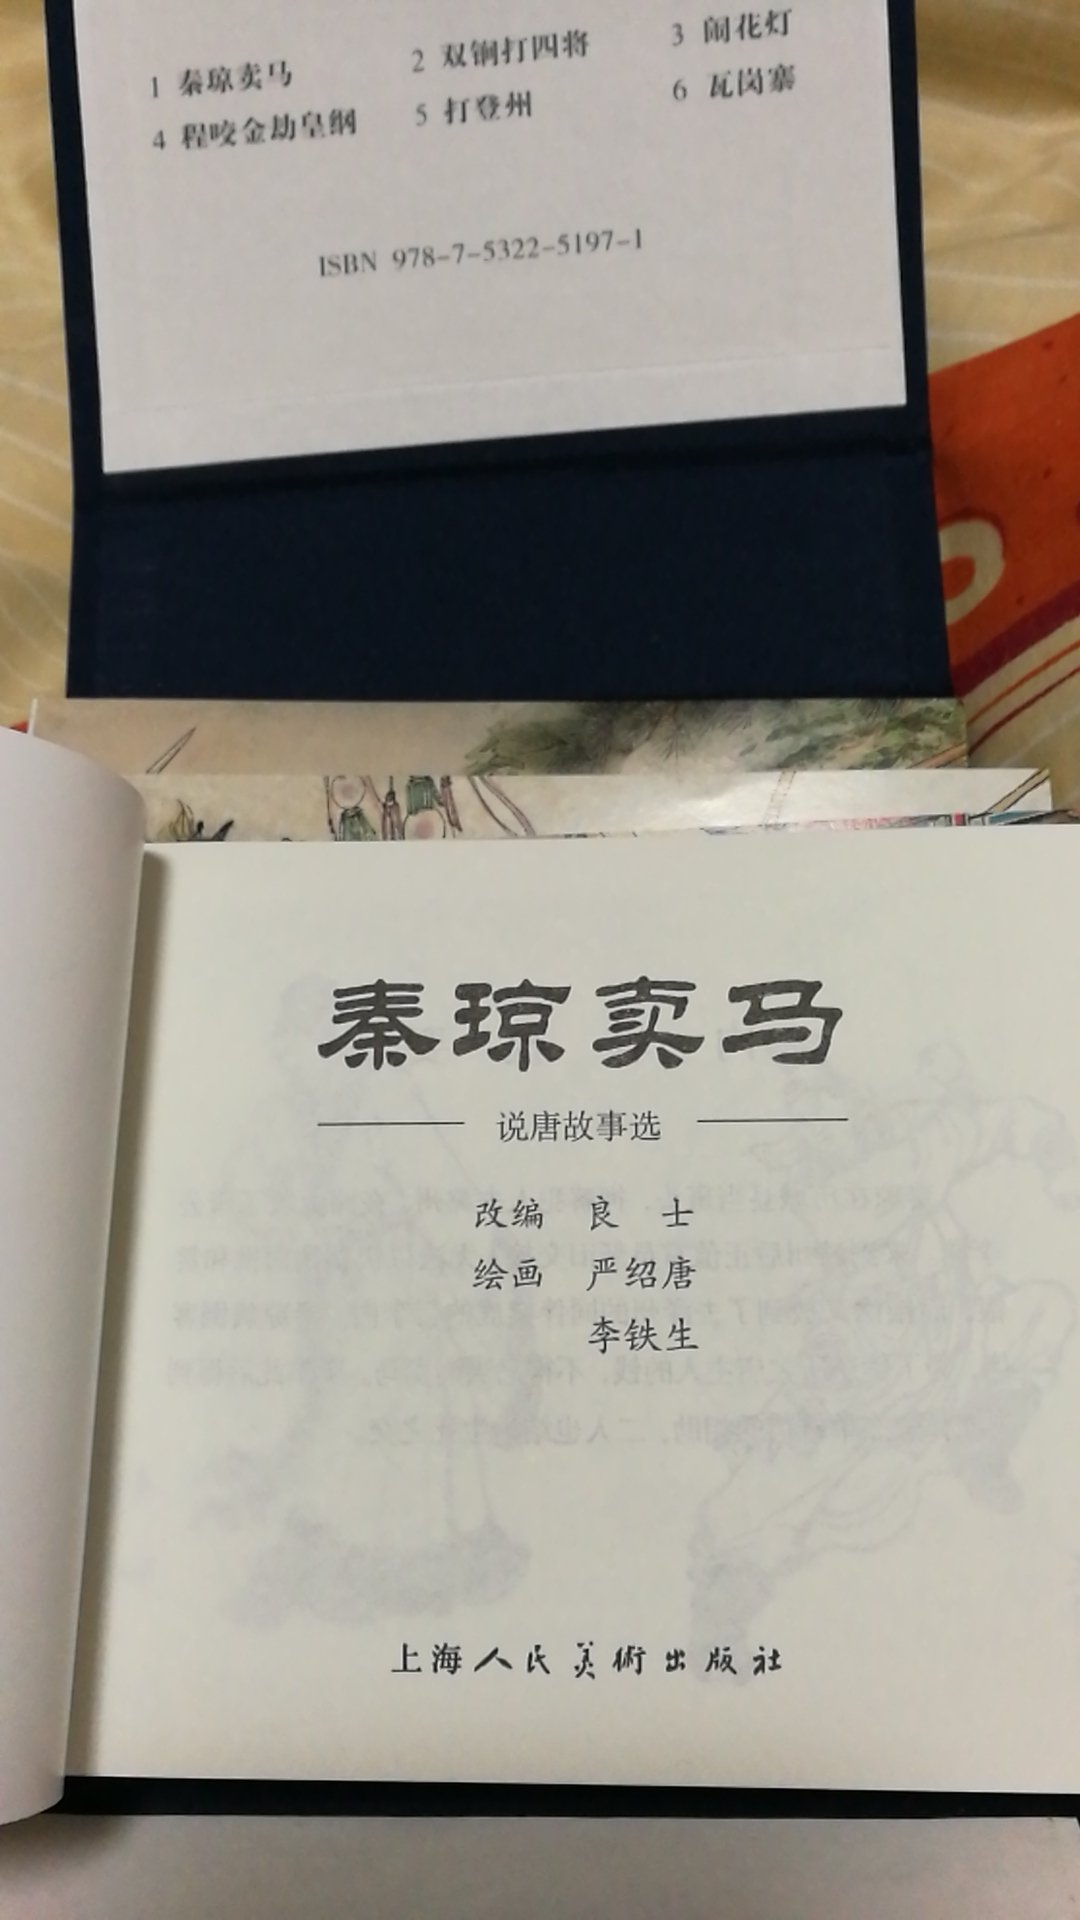 1 秦琼卖马 2 双锏打四将 3 闹花灯
4 程咬金劫皇纲 5 打登州 6 瓦岗寨
ISBN 978-7-5322-5197-1
秦琼卖马
说唐故事选
改编 良 士
绘画 严绍唐
李铁生
上海人民美術出版社